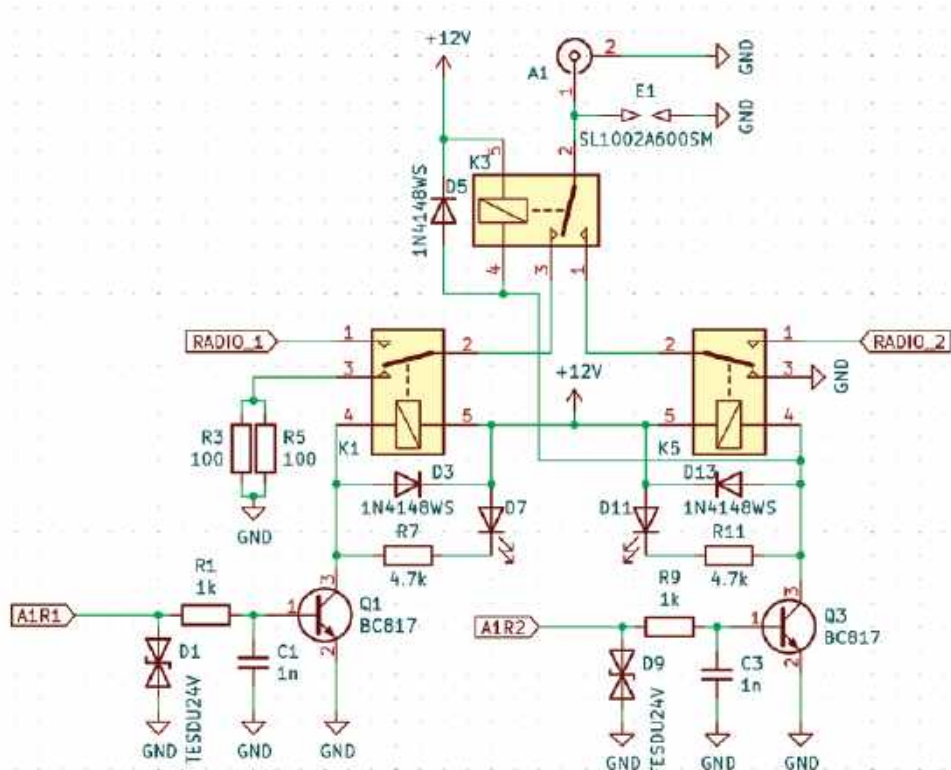 +12V
A1
2
GND
1
E1
GND
SL1002A600SM
2
5
K3
D5
1N4148WS
4
3
1
RADIO_1
1
2
3
4
5
K1
+12V
RADIO_2
1
2
3
GND
5
4
K5
R3
100
R5
100
GND
D3
1N4148WS
D7
R7
4.7k
D13
1N4148WS
D11
R11
4.7k
A1R1
R1
1k
1
3
2
Q1
BC817
D1
TESDU24V
C1
1n
GND
GND
GND
A1R2
R9
1k
1
3
2
Q3
BC817
D9
TESDU24V
C3
1n
GND
GND
GND